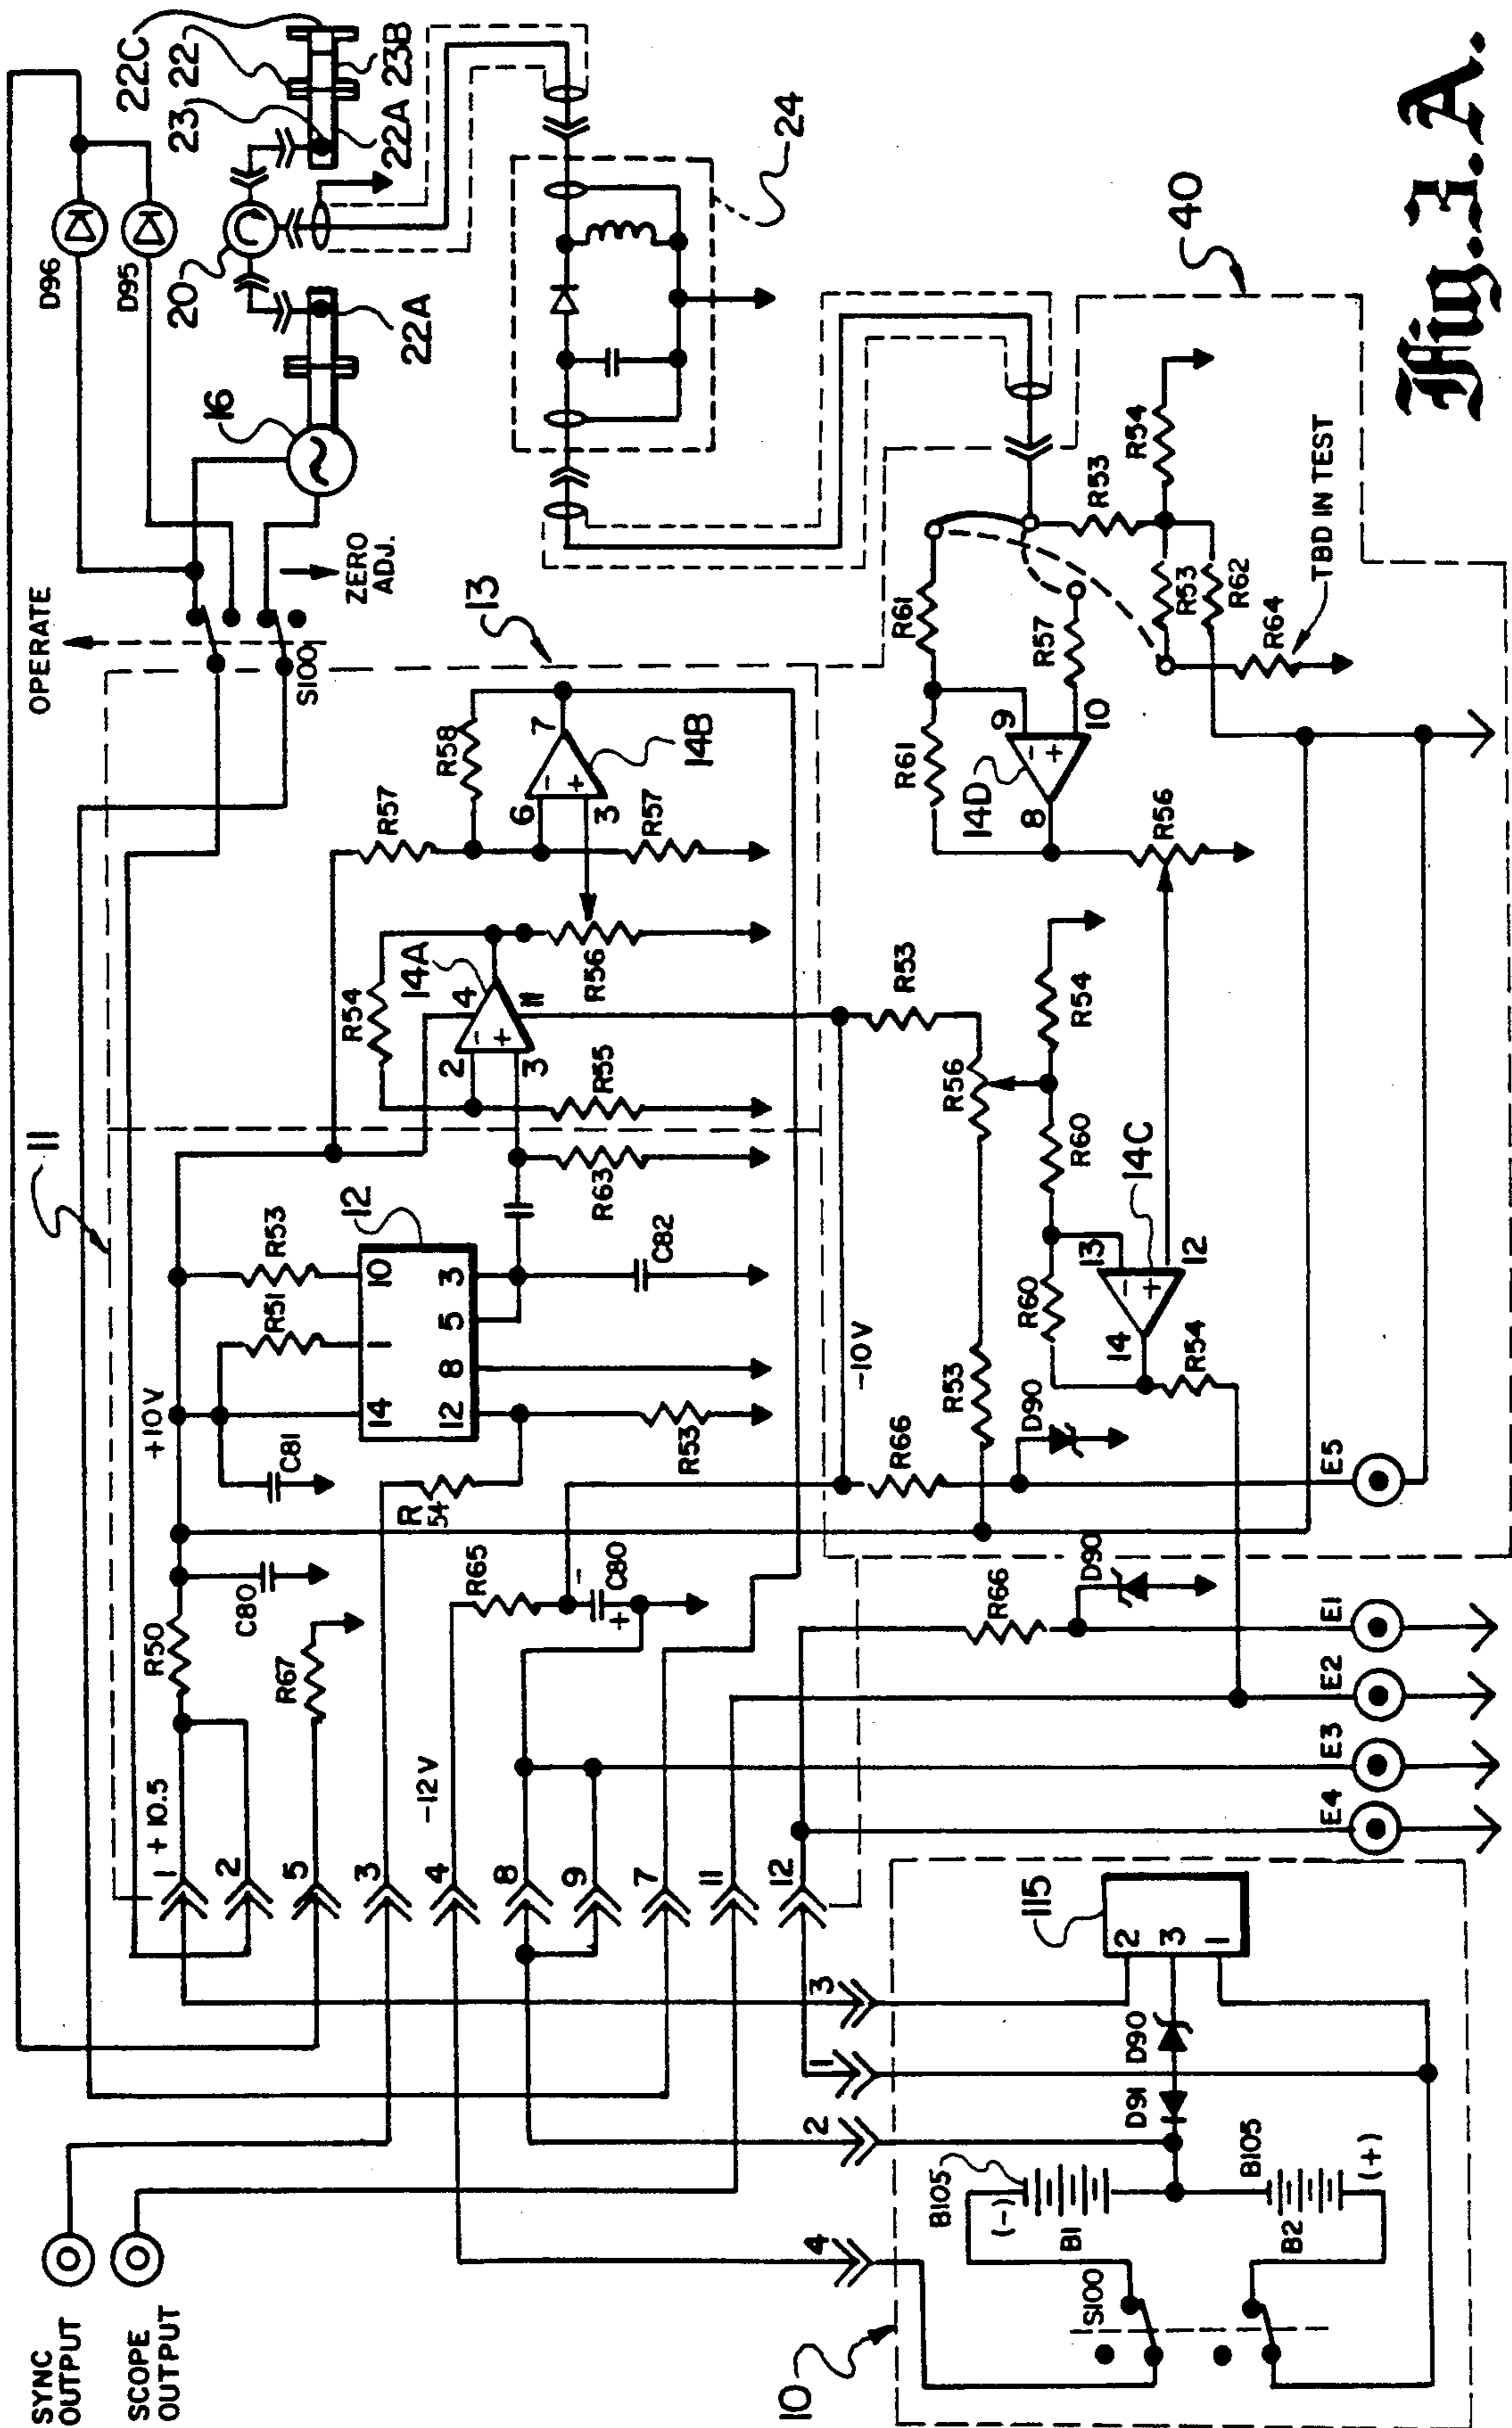 SYNC
OUTPUT
SCOPE
OUTPUT
11
+10.5
1
2
5
3
4
8
9
7
11
12
R50
C80
R67
-12V
R65
-
C80
+
+10V
C81
R51
R53
12
14
1
10
12
8
5
3
R
54
R53
C82
R63
R54
14A
4
2
3
-
+
11
R55
R56
R57
R58
6
3
7
-
+
14B
R57
13
OPERATE
S100
ZERO
ADJ.
D96
D95
16
20
22A
23
22C
22
22A
23B
24
40
10
4
2
1
3
B105
(-)
B1
S100
B2
B105
(+)
D91
D90
115
2
3
1
E4
E3
E2
E1
E5
R66
D90
R66
D90
-10V
R53
R56
R53
R60
R54
R60
13
12
14
-
+
14C
R54
R61
R61
14D
9
10
8
-
+
R57
R56
R53
R54
R53
R62
R64
TBD IN TEST
Fig. 1. A.